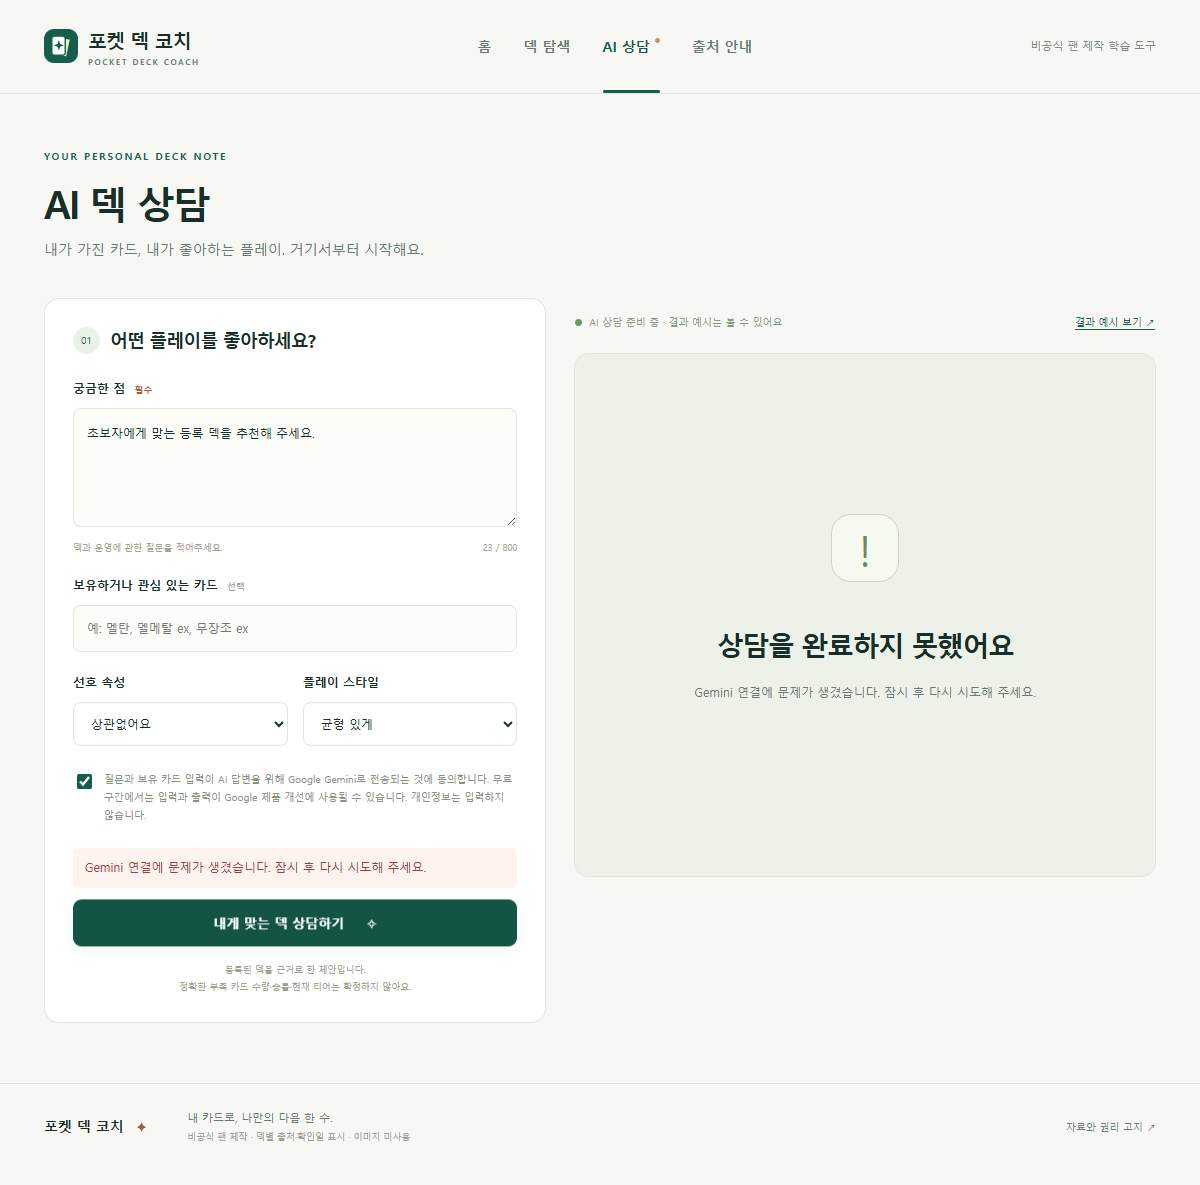 포켓 덱 코치
POCKET DECK COACH
홈
덱 탐색
AI 상담
출처 안내
비공식 팬 제작 학습 도구
YOUR PERSONAL DECK NOTE
AI 덱 상담
내가 가진 카드, 내가 좋아하는 플레이. 거기서부터 시작해요.
01 어떤 플레이를 좋아하세요?
궁금한 점 필수
초보자에게 맞는 등록 덱을 추천해 주세요.
덱과 운영에 관한 질문을 적어주세요.
23 / 800
보유하거나 관심 있는 카드 선택
예: 멜탄, 멜메탈 ex, 무장조 ex
선호 속성
플레이 스타일
상관없어요
균형 있게
질문과 보유 카드 입력이 AI 답변을 위해 Google Gemini로 전송되는 것에 동의합니다. 무료
구간에서는 입력과 출력이 Google 제품 개선에 사용될 수 있습니다. 개인정보는 입력하지
않습니다.
Gemini 연결에 문제가 생겼습니다. 잠시 후 다시 시도해 주세요.
내게 맞는 덱 상담하기 ✧
등록된 덱을 근거로 한 제안입니다.
정확한 부족 카드 수량·승률·현재 티어는 확정하지 않아요.
AI 상담 준비 중 · 결과 예시는 볼 수 있어요
결과 예시 보기 ↗
!
상담을 완료하지 못했어요
Gemini 연결에 문제가 생겼습니다. 잠시 후 다시 시도해 주세요.
포켓 덱 코치 ✦
내 카드로, 나만의 다음 한 수.
비공식 팬 제작 · 덱별 출처·확인일 표시 · 이미지 미사용
자료와 권리 고지 ↗